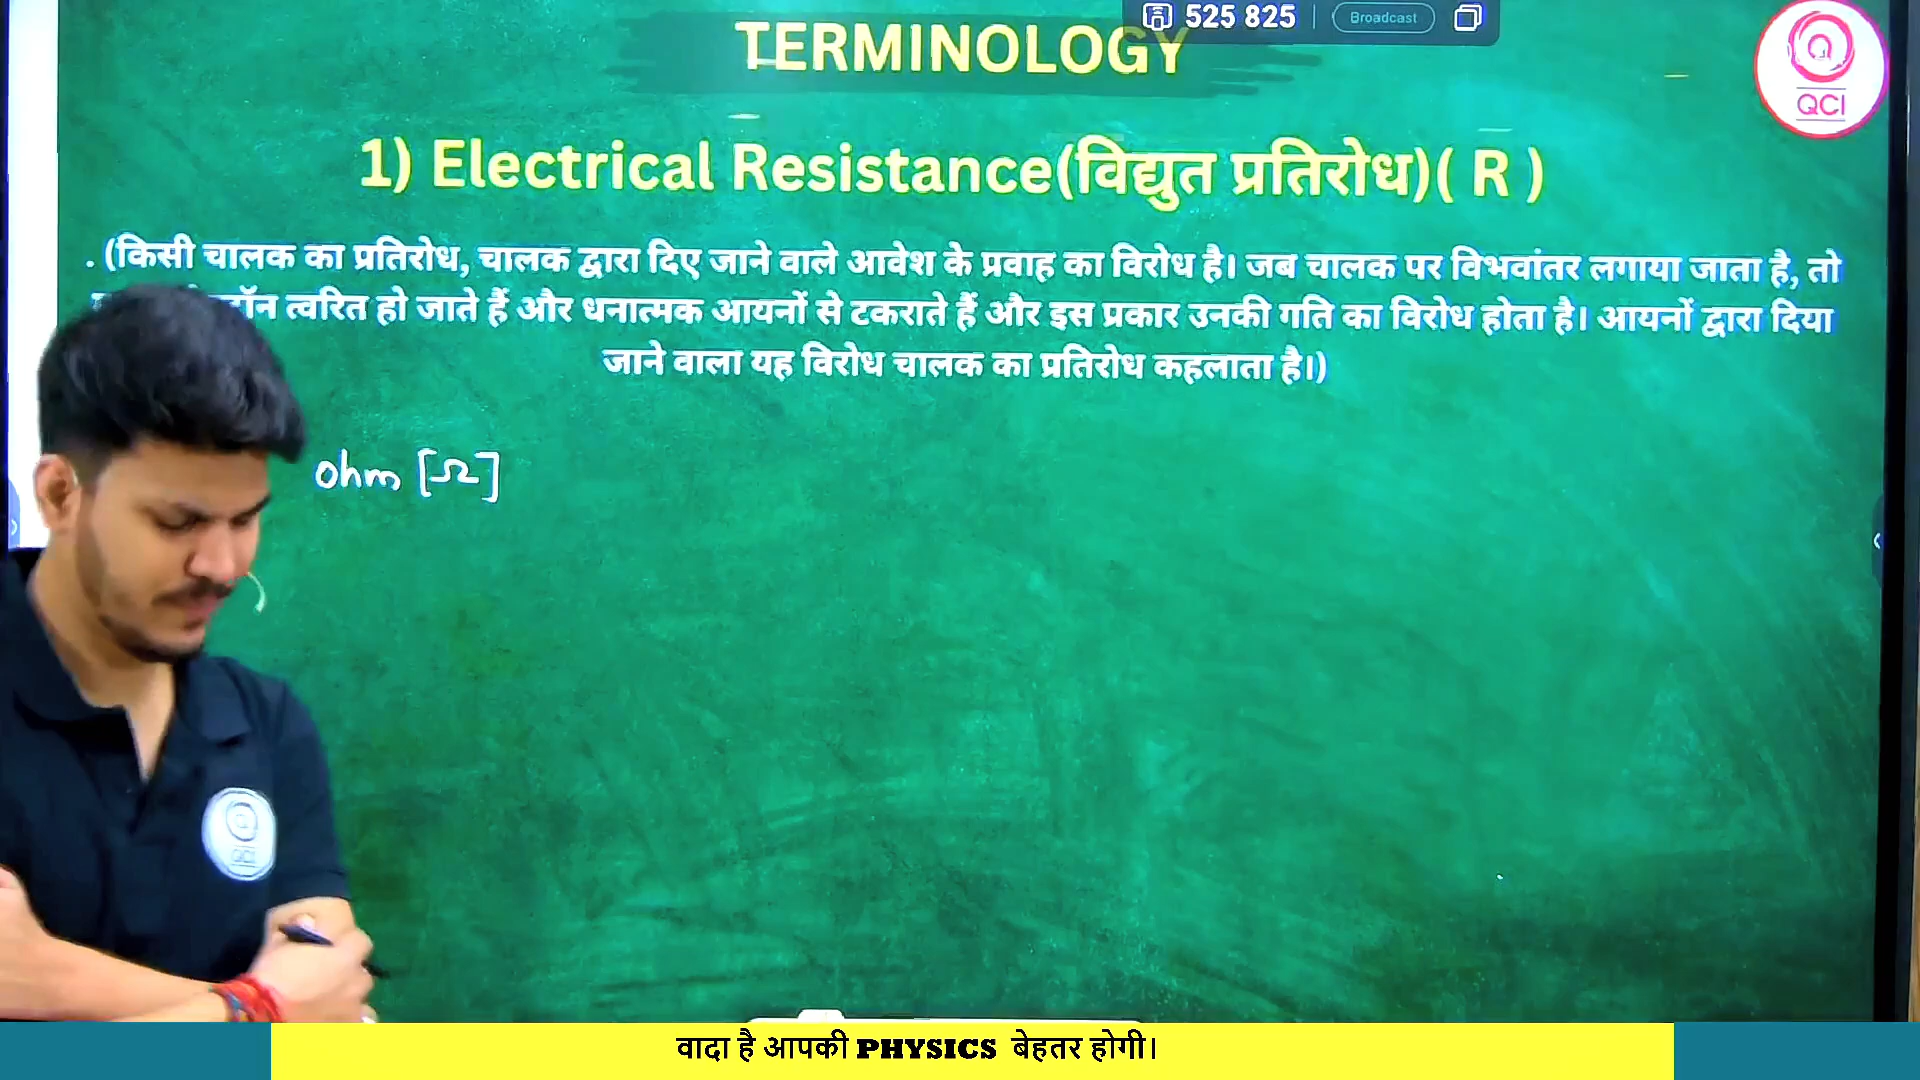 525 825 Broadcast
TERMINOLOGY
QCI
1) Electrical Resistance(विद्युत प्रतिरोध)( R )
. (किसी चालक का प्रतिरोध, चालक द्वारा दिए जाने वाले आवेश के प्रवाह का विरोध है। जब चालक पर विभवांतर लगाया जाता है, तो
त्वरित हो जाते हैं और धनात्मक आयनों से टकराते हैं और इस प्रकार उनकी गति का विरोध होता है। आयनों द्वारा दिया
जाने वाला यह विरोध चालक का प्रतिरोध कहलाता है।)
ohm [Ω]
QCI
वादा है आपकी PHYSICS बेहतर होगी।